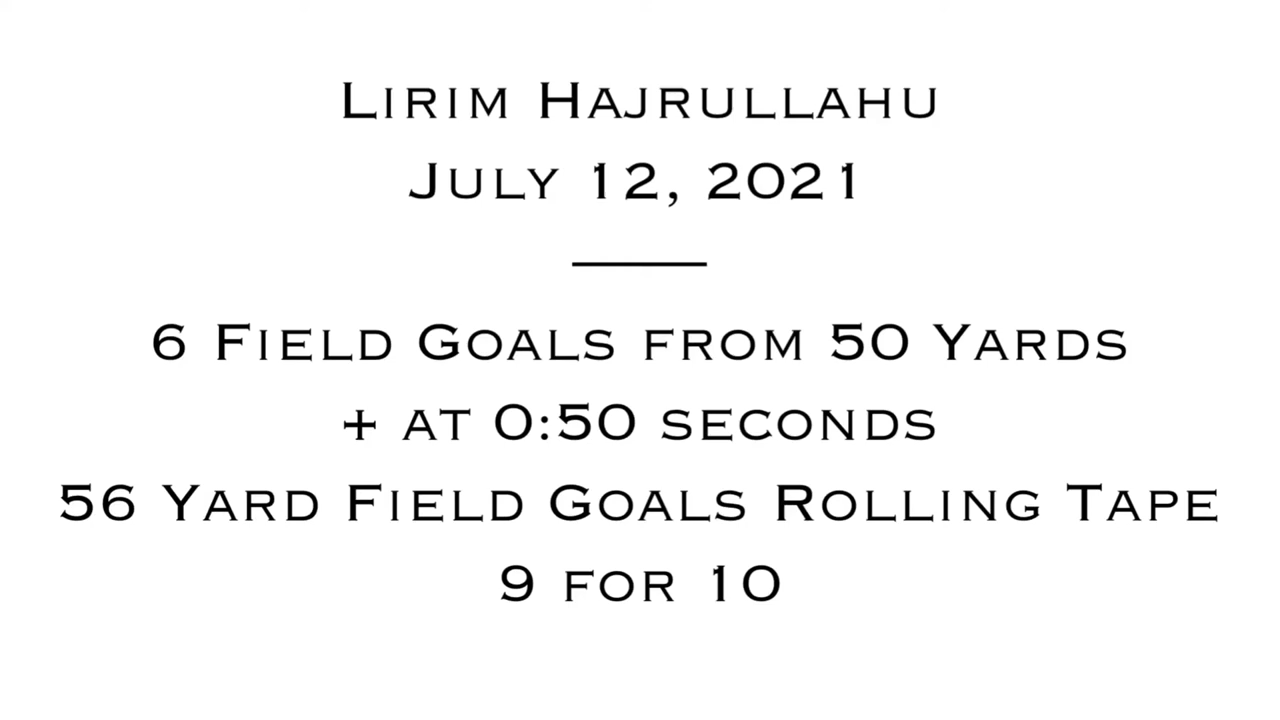 Lirim Hajrullahu
July 12, 2021
6 Field Goals from 50 Yards
+ at 0:50 seconds
56 Yard Field Goals Rolling Tape
9 for 10